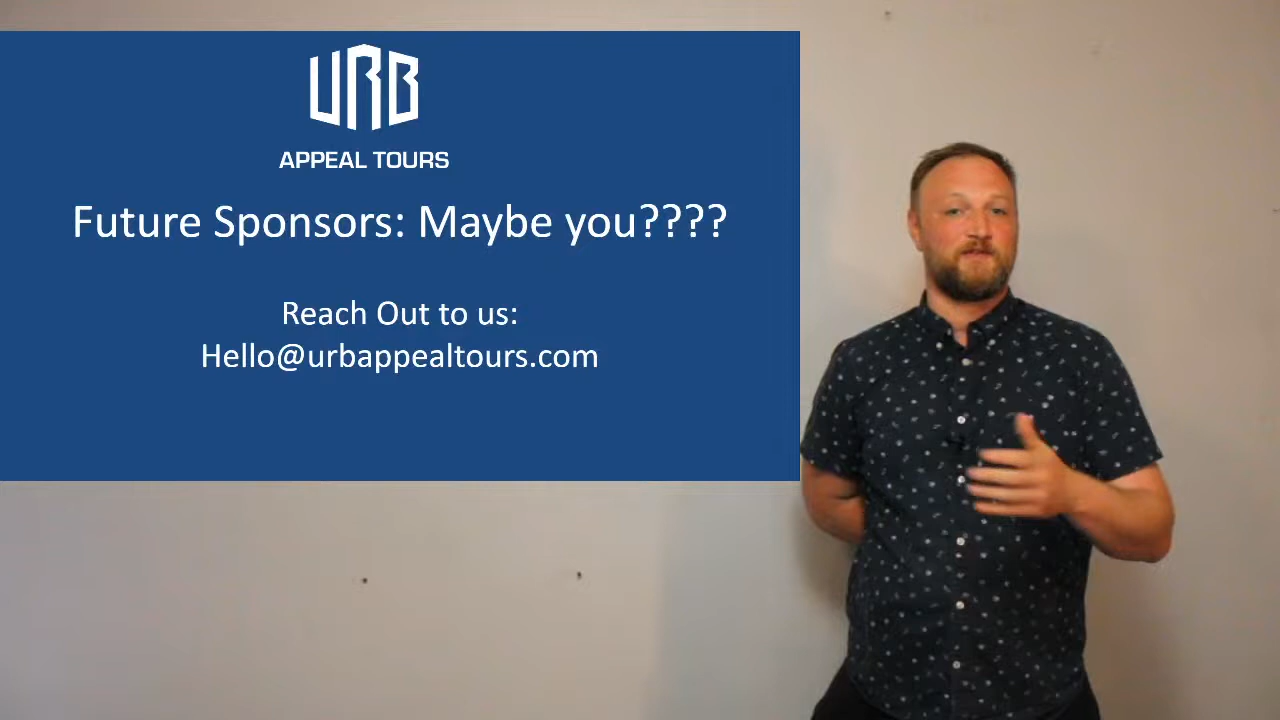 URB
APPEAL TOURS
Future Sponsors: Maybe you????
Reach Out to us:
Hello@urbappealtours.com